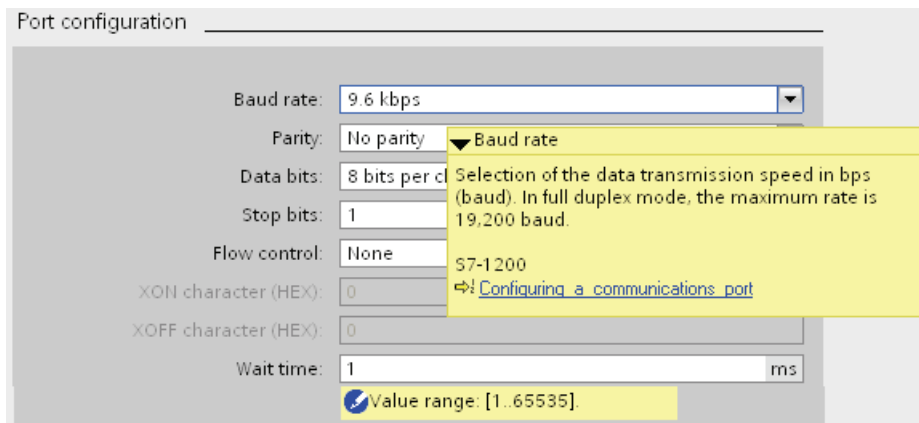 Port configuration
Baud rate: 9.6 kbps
Parity: No parity
Baud rate
Data bits: 8 bits per
Selection of the data transmission speed in bps
(baud). In full duplex mode, the maximum rate is
19,200 baud.
Stop bits: 1
Flow control: None
S7-1200
Configuring a communications port
XON character (HEX): 0
XOFF character (HEX): 0
Wait time: 1 ms
Value range: [1..65535].